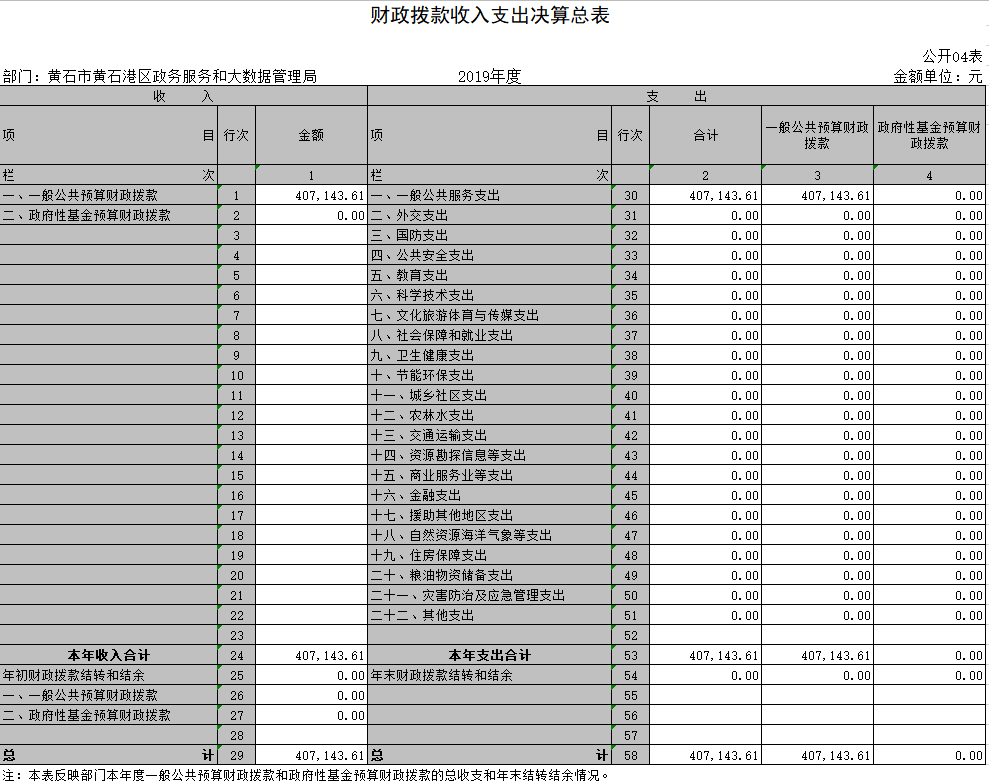 财政拨款收入支出决算总表
公开04表
部门：黄石市黄石港区政务服务和大数据管理局 2019年度 金额单位：元
收 入 支 出
项 目 行次 金额 项 目 行次 合计 一般公共预算财政拨款 政府性基金预算财政拨款
栏 次 1 栏 次 2 3 4
一、一般公共预算财政拨款 1 407,143.61 一、一般公共服务支出 30 407,143.61 407,143.61 0.00
二、政府性基金预算财政拨款 2 0.00 二、外交支出 31 0.00 0.00 0.00
3 三、国防支出 32 0.00 0.00 0.00
4 四、公共安全支出 33 0.00 0.00 0.00
5 五、教育支出 34 0.00 0.00 0.00
6 六、科学技术支出 35 0.00 0.00 0.00
7 七、文化旅游体育与传媒支出 36 0.00 0.00 0.00
8 八、社会保障和就业支出 37 0.00 0.00 0.00
9 九、卫生健康支出 38 0.00 0.00 0.00
10 十、节能环保支出 39 0.00 0.00 0.00
11 十一、城乡社区支出 40 0.00 0.00 0.00
12 十二、农林水支出 41 0.00 0.00 0.00
13 十三、交通运输支出 42 0.00 0.00 0.00
14 十四、资源勘探信息等支出 43 0.00 0.00 0.00
15 十五、商业服务业等支出 44 0.00 0.00 0.00
16 十六、金融支出 45 0.00 0.00 0.00
17 十七、援助其他地区支出 46 0.00 0.00 0.00
18 十八、自然资源海洋气象等支出 47 0.00 0.00 0.00
19 十九、住房保障支出 48 0.00 0.00 0.00
20 二十、粮油物资储备支出 49 0.00 0.00 0.00
21 二十一、灾害防治及应急管理支出 50 0.00 0.00 0.00
22 二十二、其他支出 51 0.00 0.00 0.00
23 52
本年收入合计 24 407,143.61 本年支出合计 53 407,143.61 407,143.61 0.00
年初财政拨款结转和结余 25 0.00 年末财政拨款结转和结余 54 0.00 0.00 0.00
一、一般公共预算财政拨款 26 0.00 55
二、政府性基金预算财政拨款 27 0.00 56
28 57
总 计 29 407,143.61 总 计 58 407,143.61 407,143.61 0.00
注：本表反映部门本年度一般公共预算财政拨款和政府性基金预算财政拨款的总收支和年末结转结余情况。